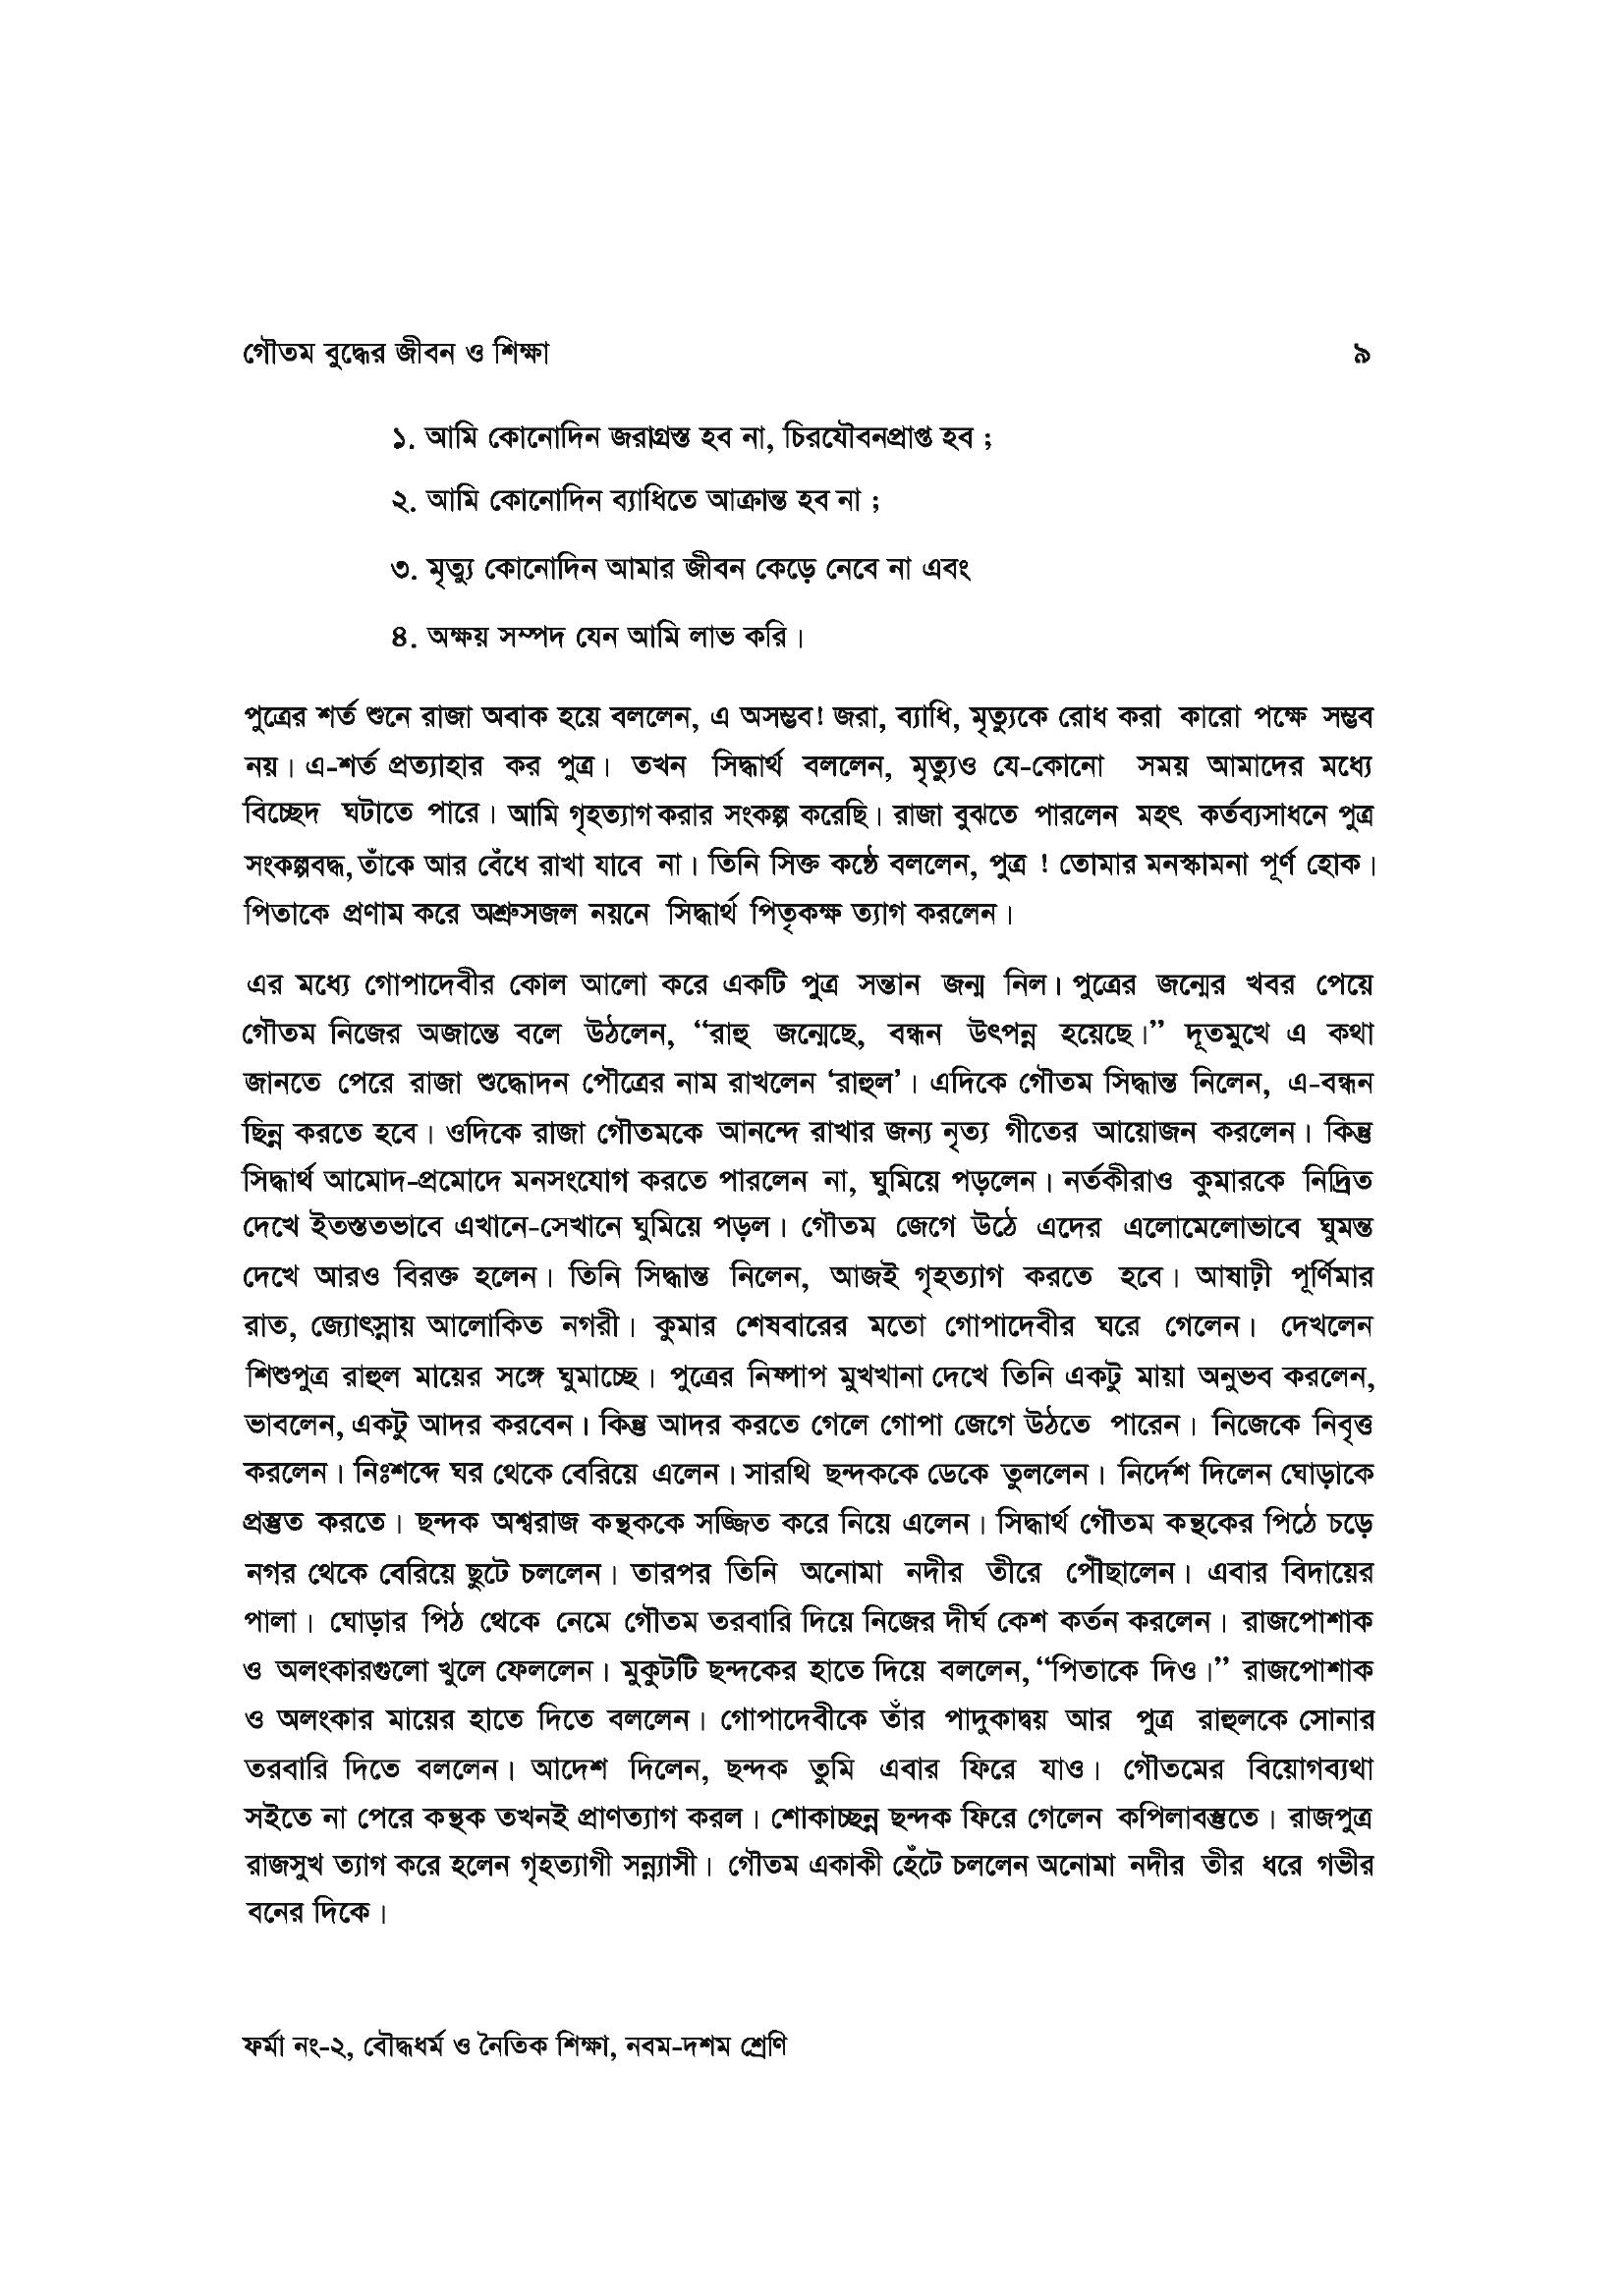 গৌতম বুদ্ধের জীবন ও শিক্ষা ৯
১. আমি কোনোদিন জরাগ্রস্ত হব না, চিরযৌবনপ্রাপ্ত হব ;
২. আমি কোনোদিন ব্যাধিতে আক্রান্ত হব না ;
৩. মৃত্যু কোনোদিন আমার জীবন কেড়ে নেবে না এবং
৪. অক্ষয় সম্পদ যেন আমি লাভ করি।
পুত্রের শর্ত শুনে রাজা অবাক হয়ে বললেন, এ অসম্ভব! জরা, ব্যাধি, মৃত্যুকে রোধ করা কারো পক্ষে সম্ভব
নয়। এ-শর্ত প্রত্যাহার কর পুত্র। তখন সিদ্ধার্থ বললেন, মৃত্যুও যে-কোনো সময় আমাদের মধ্যে
বিচ্ছেদ ঘটাতে পারে। আমি গৃহত্যাগ করার সংকল্প করেছি। রাজা বুঝতে পারলেন মহৎ কর্তব্যসাধনে পুত্র
সংকল্পবদ্ধ, তাঁকে আর বেঁধে রাখা যাবে না। তিনি সিক্ত কণ্ঠে বললেন, পুত্র ! তোমার মনস্কামনা পূর্ণ হোক।
পিতাকে প্রণাম করে অশ্রুসজল নয়নে সিদ্ধার্থ পিতৃকক্ষ ত্যাগ করলেন।
এর মধ্যে গোপাদেবীর কোল আলো করে একটি পুত্র সন্তান জন্ম নিল। পুত্রের জন্মের খবর পেয়ে
গৌতম নিজের অজান্তে বলে উঠলেন, “রাহু জন্মেছে, বন্ধন উৎপন্ন হয়েছে।” দূতমুখে এ কথা
জানতে পেরে রাজা শুদ্ধোদন পৌত্রের নাম রাখলেন ‘রাহুল’। এদিকে গৌতম সিদ্ধান্ত নিলেন, এ-বন্ধন
ছিন্ন করতে হবে। ওদিকে রাজা গৌতমকে আনন্দে রাখার জন্য নৃত্য গীতের আয়োজন করলেন। কিন্তু
সিদ্ধার্থ আমোদ-প্রমোদে মনসংযোগ করতে পারলেন না, ঘুমিয়ে পড়লেন। নর্তকীরাও কুমারকে নিদ্রিত
দেখে ইতস্ততভাবে এখানে-সেখানে ঘুমিয়ে পড়ল। গৌতম জেগে উঠে এদের এলোমেলোভাবে ঘুমন্ত
দেখে আরও বিরক্ত হলেন। তিনি সিদ্ধান্ত নিলেন, আজই গৃহত্যাগ করতে হবে। আষাঢ়ী পূর্ণিমার
রাত, জ্যোৎস্নায় আলোকিত নগরী। কুমার শেষবারের মতো গোপাদেবীর ঘরে গেলেন। দেখলেন
শিশুপুত্র রাহুল মায়ের সঙ্গে ঘুমাচ্ছে। পুত্রের নিষ্পাপ মুখখানা দেখে তিনি একটু মায়া অনুভব করলেন,
ভাবলেন, একটু আদর করবেন। কিন্তু আদর করতে গেলে গোপা জেগে উঠতে পারেন। নিজেকে নিবৃত্ত
করলেন। নিঃশব্দে ঘর থেকে বেরিয়ে এলেন। সারথি ছন্দককে ডেকে তুললেন। নির্দেশ দিলেন ঘোড়াকে
প্রস্তুত করতে। ছন্দক অশ্বরাজ কন্থককে সজ্জিত করে নিয়ে এলেন। সিদ্ধার্থ গৌতম কন্থকের পিঠে চড়ে
নগর থেকে বেরিয়ে ছুটে চললেন। তারপর তিনি অনোমা নদীর তীরে পৌঁছালেন। এবার বিদায়ের
পালা। ঘোড়ার পিঠ থেকে নেমে গৌতম তরবারি দিয়ে নিজের দীর্ঘ কেশ কর্তন করলেন। রাজপোশাক
ও অলংকারগুলো খুলে ফেললেন। মুকুটটি ছন্দকের হাতে দিয়ে বললেন, “পিতাকে দিও।” রাজপোশাক
ও অলংকার মায়ের হাতে দিতে বললেন। গোপাদেবীকে তাঁর পাদুকাদ্বয় আর পুত্র রাহুলকে সোনার
তরবারি দিতে বললেন। আদেশ দিলেন, ছন্দক তুমি এবার ফিরে যাও। গৌতমের বিয়োগব্যথা
সইতে না পেরে কন্থক তখনই প্রাণত্যাগ করল। শোকাচ্ছন্ন ছন্দক ফিরে গেলেন কপিলাবস্তুতে। রাজপুত্র
রাজসুখ ত্যাগ করে হলেন গৃহত্যাগী সন্ন্যাসী। গৌতম একাকী হেঁটে চললেন অনোমা নদীর তীর ধরে গভীর
বনের দিকে।
ফর্মা নং-২, বৌদ্ধধর্ম ও নৈতিক শিক্ষা, নবম-দশম শ্রেণি